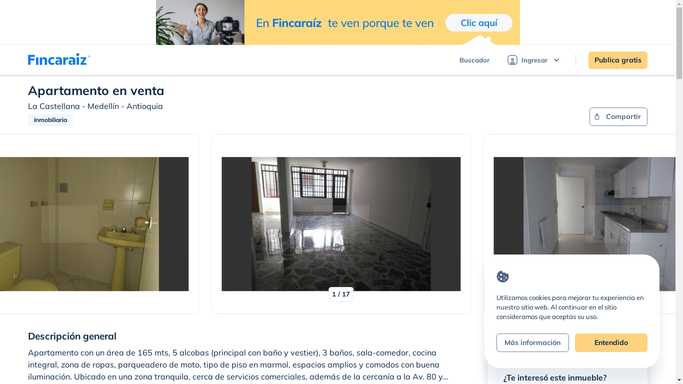 En Fincaraíz te ven porque te ven
Clic aquí
Fincaraiz
Buscador
Ingresar
Publica gratis
Apartamento en venta
La Castellana - Medellín - Antioquia
Inmobiliaria
Compartir
1 / 17
Utilizamos cookies para mejorar tu experiencia en
nuestro sitio web. Al continuar en el sitio
consideramos que aceptas su uso.
Más información
Entendido
Descripción general
Apartamento con un área de 165 mts, 5 alcobas (principal con baño y vestier), 3 baños, sala-comedor, cocina
integral, zona de ropas, parqueadero de moto, tipo de piso en marmol, espacios amplios y comodos con buena
iluminación. Ubicado en una zona tranquila, cerca de servicios comerciales, además de la cercanía a la Av. 80 y...
¿Te interesó este inmueble?